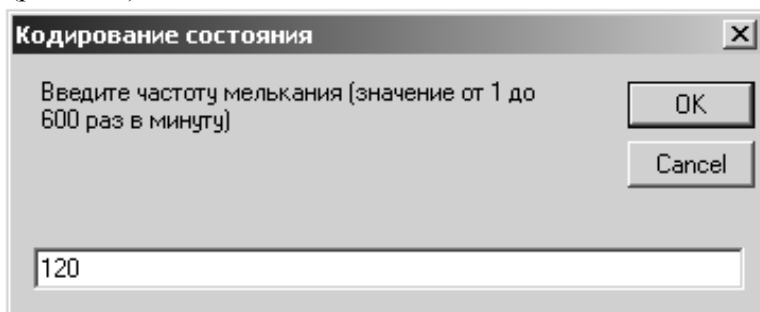 Кодирование состояния
Введите частоту мелькания (значение от 1 до
600 раз в минуту)
OK
Cancel
120